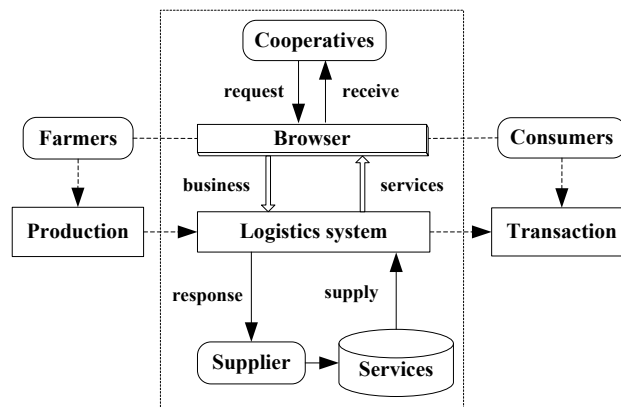 Cooperatives
request
receive
Farmers
Browser
Consumers
business
services
Production
Logistics system
Transaction
response
supply
Supplier
Services